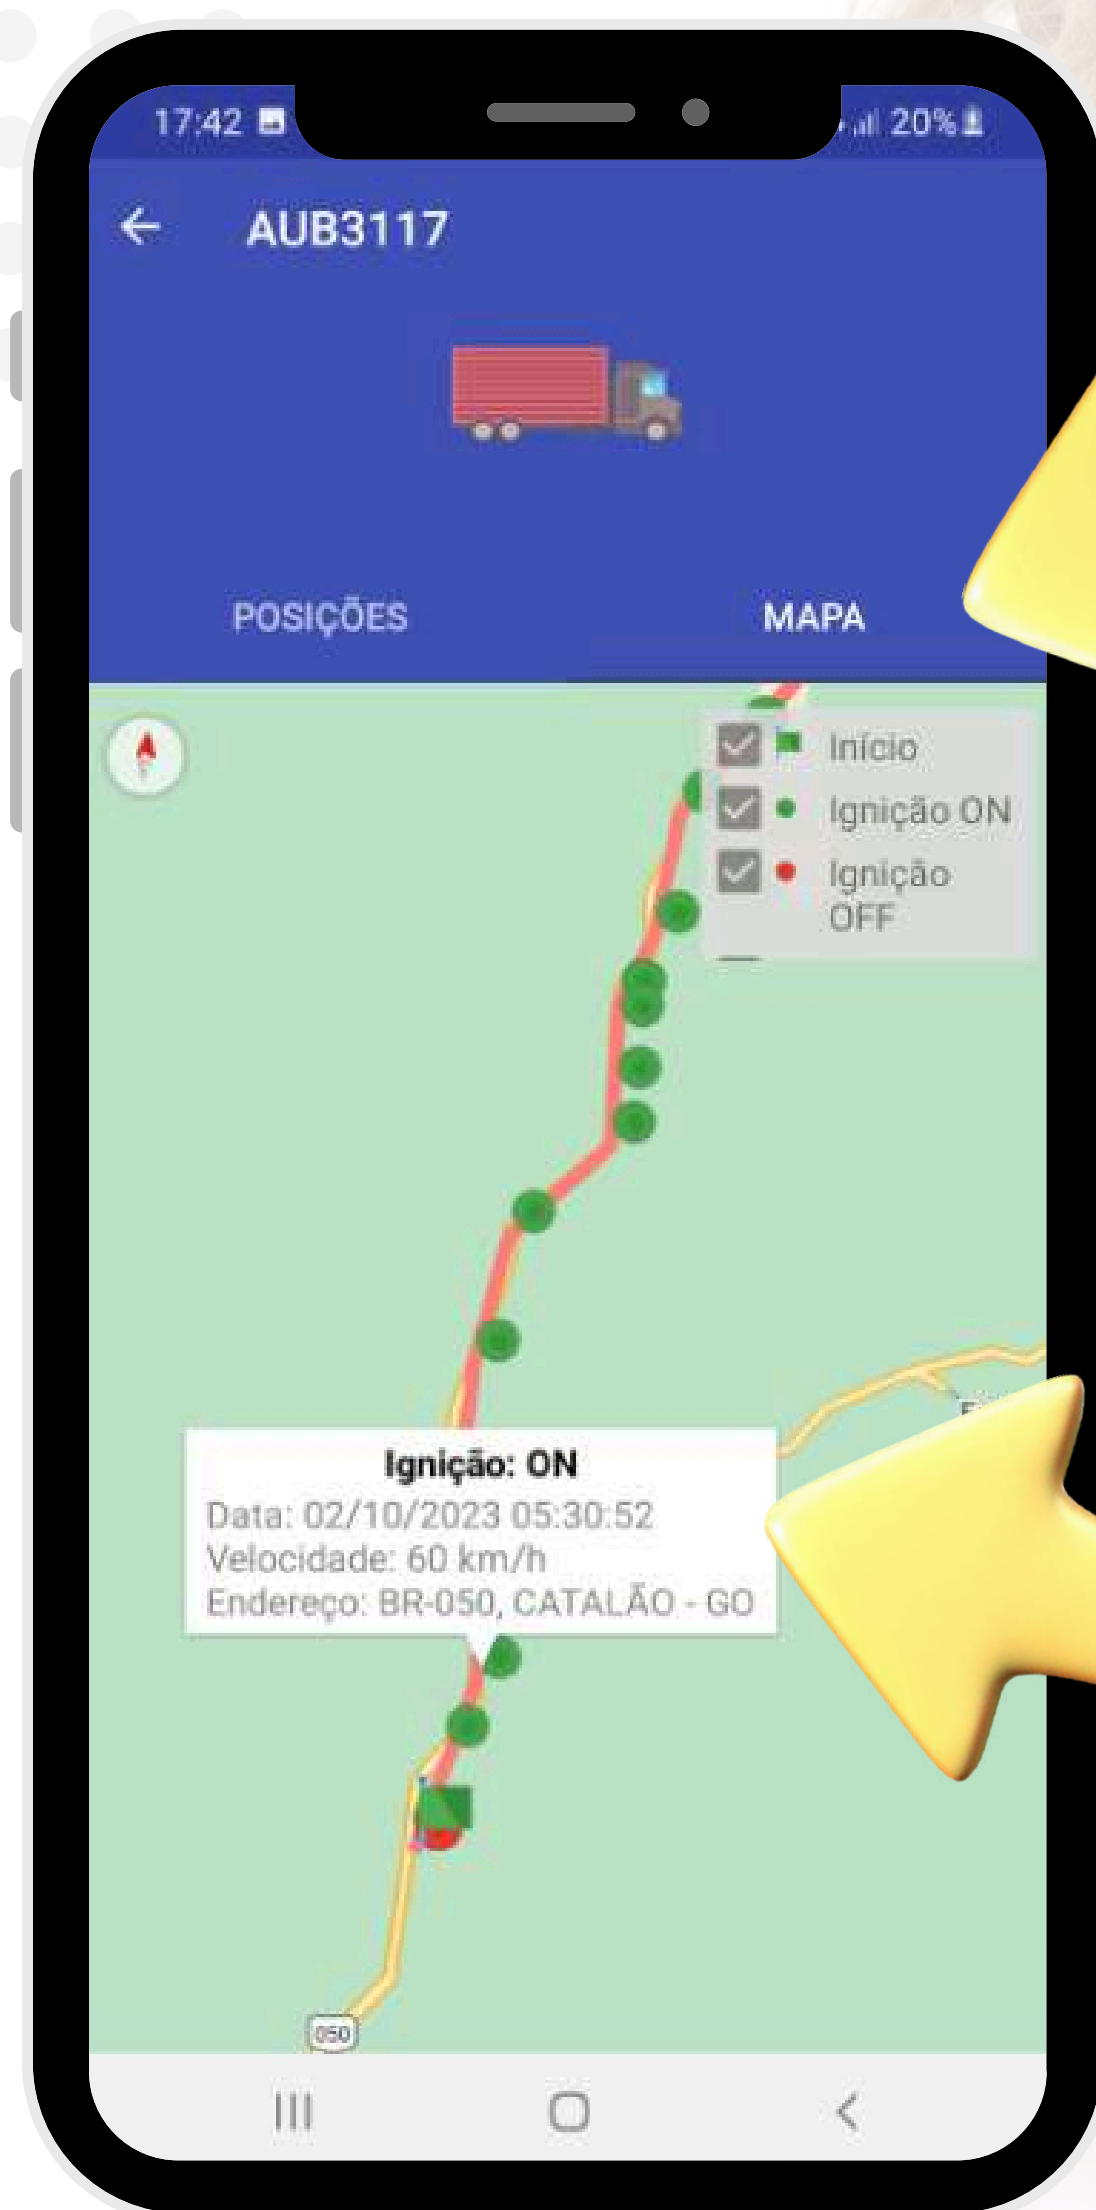 17:42
20%
AUB3117
POSIÇÕES
MAPA
Início
Ignição ON
Ignição
OFF
Ignição: ON
Data: 02/10/2023 05:30:52
Velocidade: 60 km/h
Endereço: BR-050, CATALÃO - GO
050